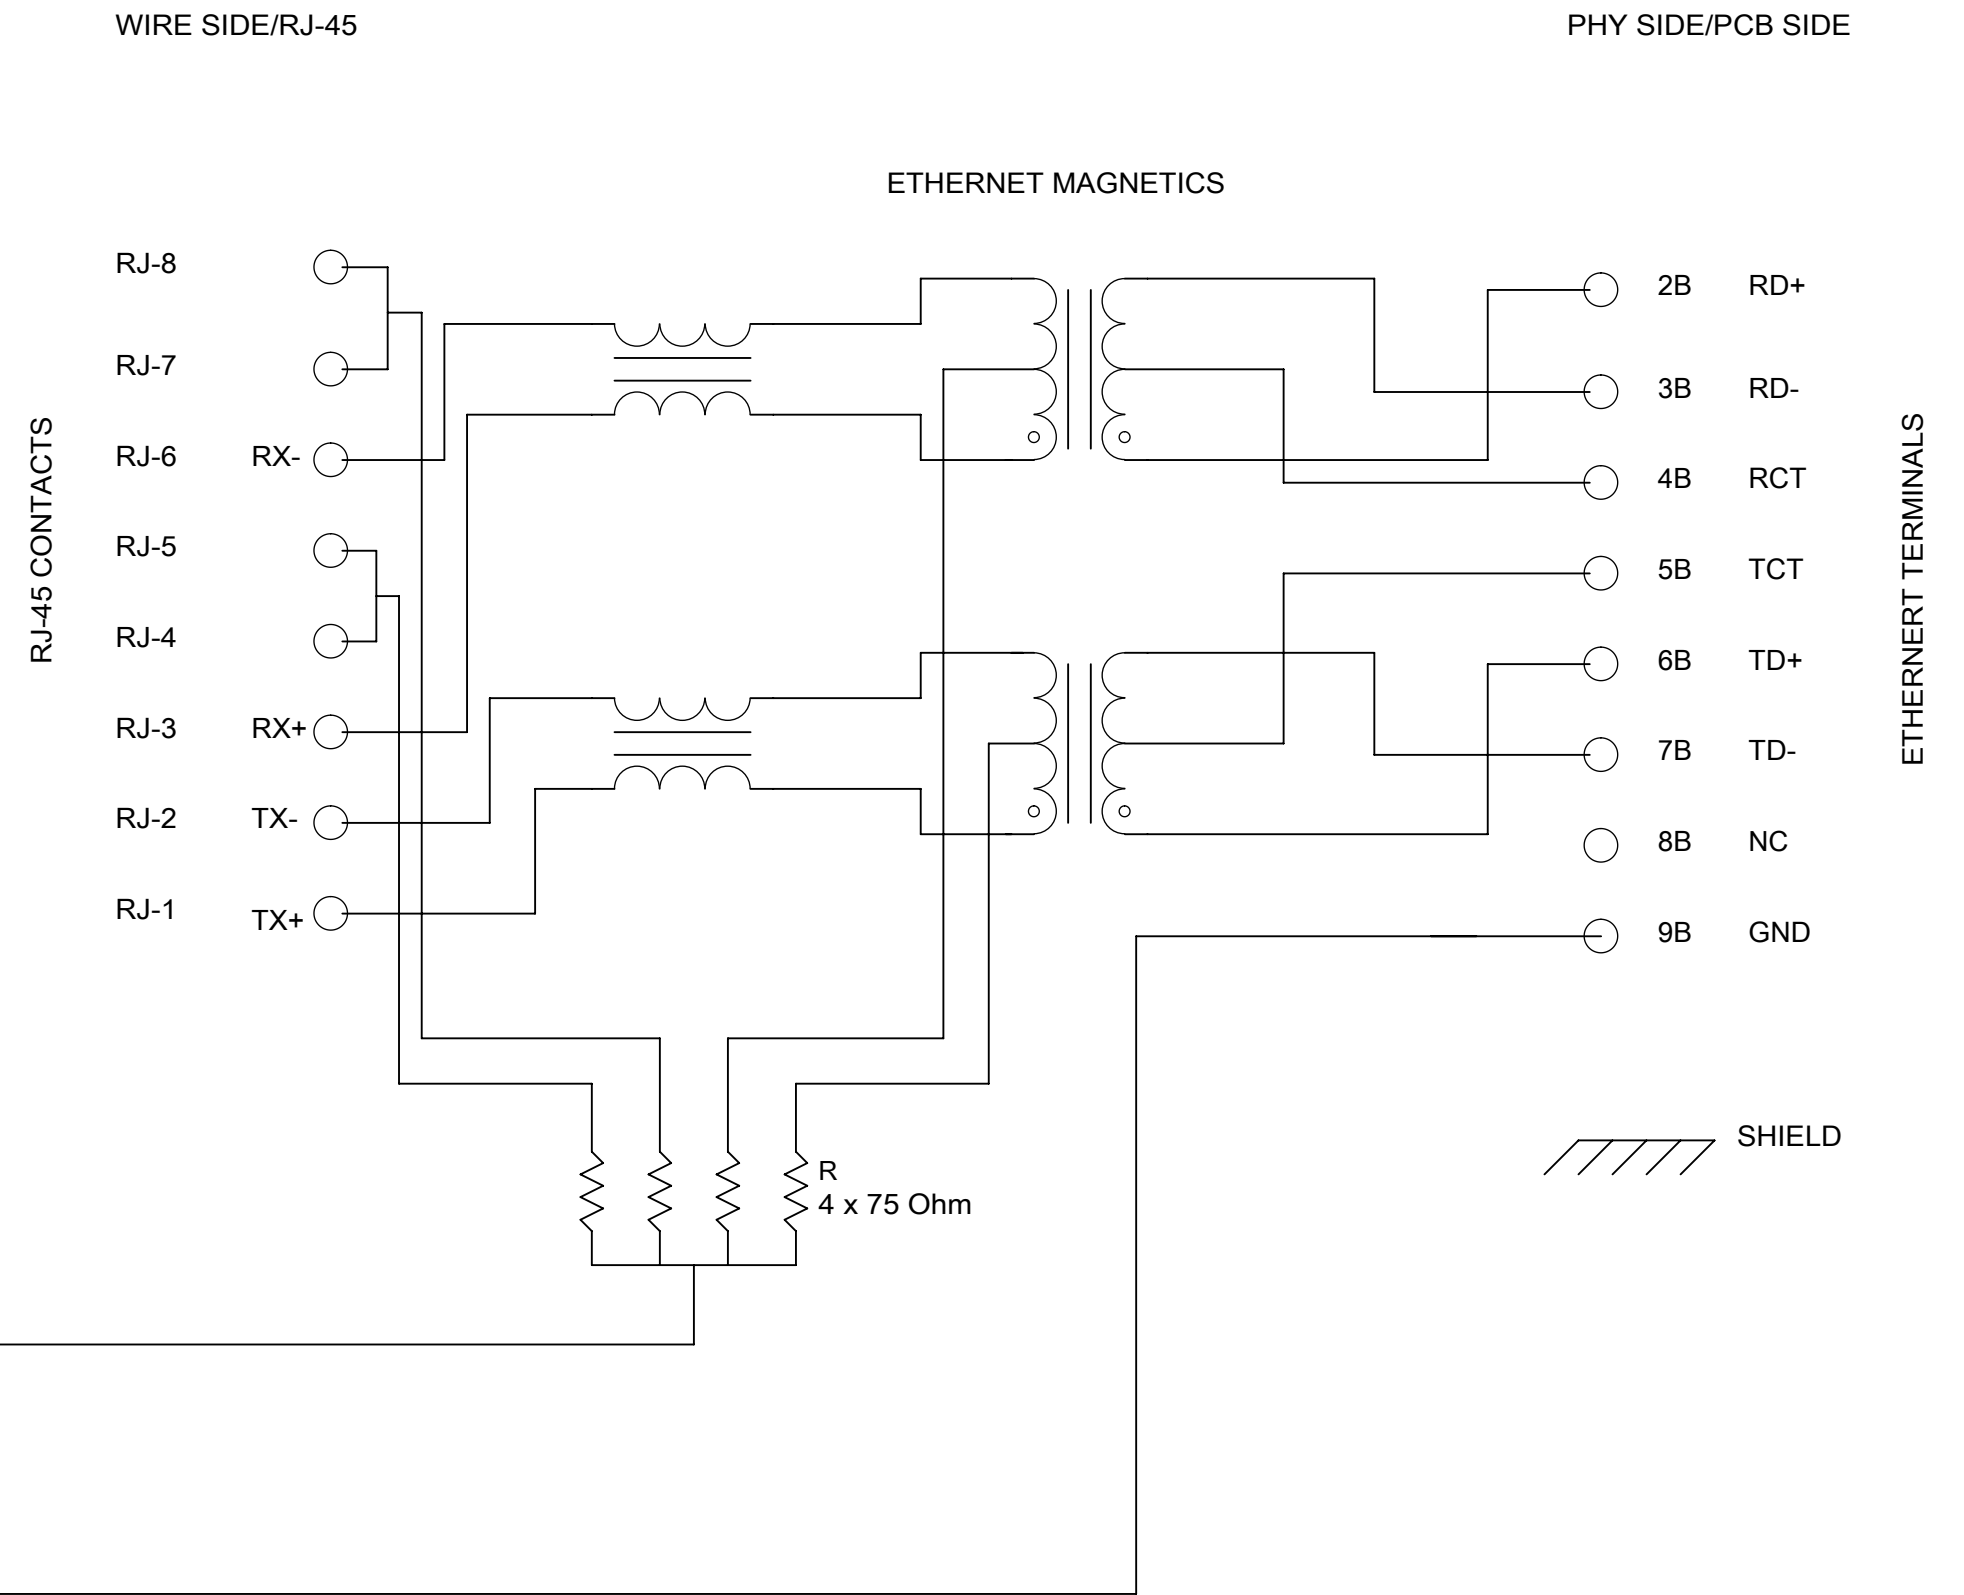 WIRE SIDE/RJ-45
PHY SIDE/PCB SIDE
ETHERNET MAGNETICS
RJ-45 CONTACTS
RJ-8
RJ-7
RJ-6 RX-
RJ-5
RJ-4
RJ-3 RX+
RJ-2 TX-
RJ-1 TX+
2B RD+
3B RD-
4B RCT
5B TCT
6B TD+
7B TD-
8B NC
9B GND
ETHERNERT TERMINALS
SHIELD
R
4 x 75 Ohm